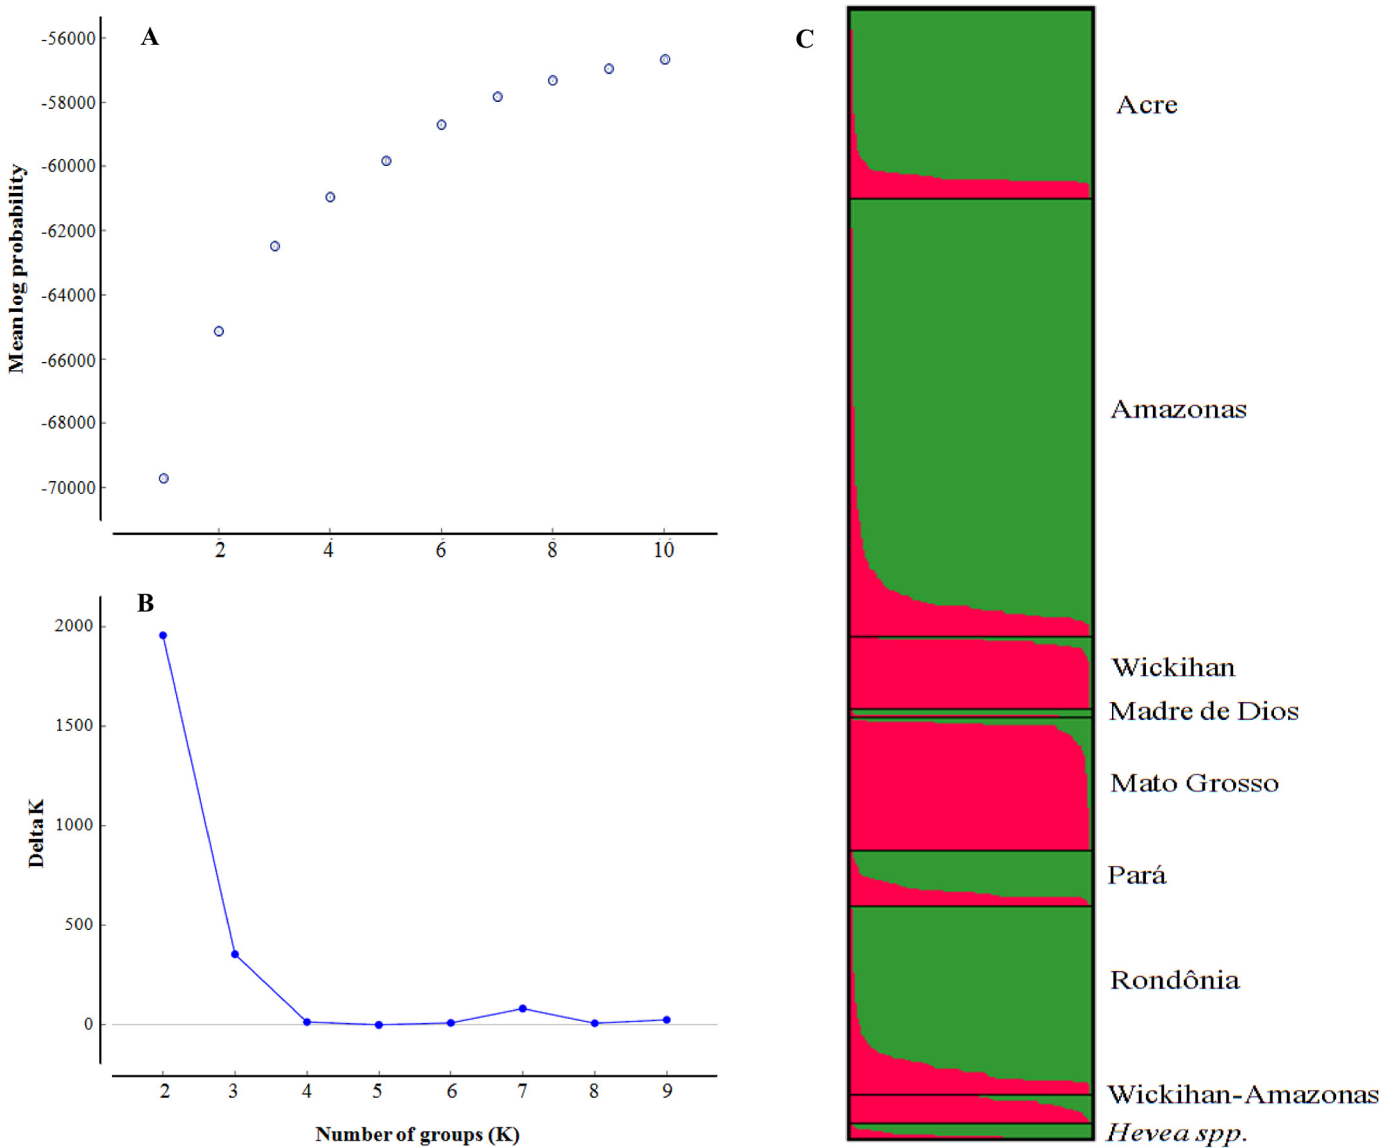 A
Mean log probability
-56000
-58000
-60000
-62000
-64000
-66000
-68000
-70000
2 4 6 8 10
B
Delta K
2000
1500
1000
500
0
2 3 4 5 6 7 8 9
Number of groups (K)
C
Acre
Amazonas
Wickihan
Madre de Dios
Mato Grosso
Pará
Rondônia
Wickihan-Amazonas
Hevea spp.